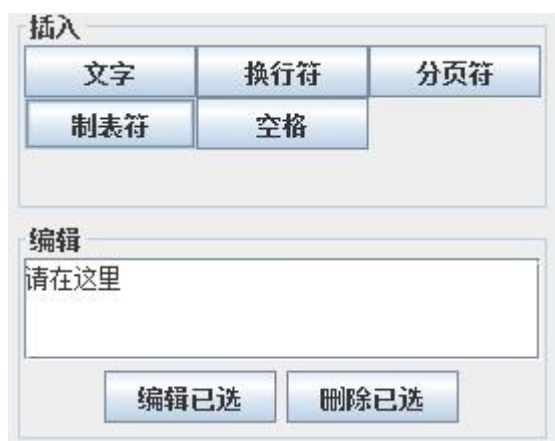 插入
文字 换行符 分页符
制表符 空格
编辑
请在这里
编辑已选 删除已选